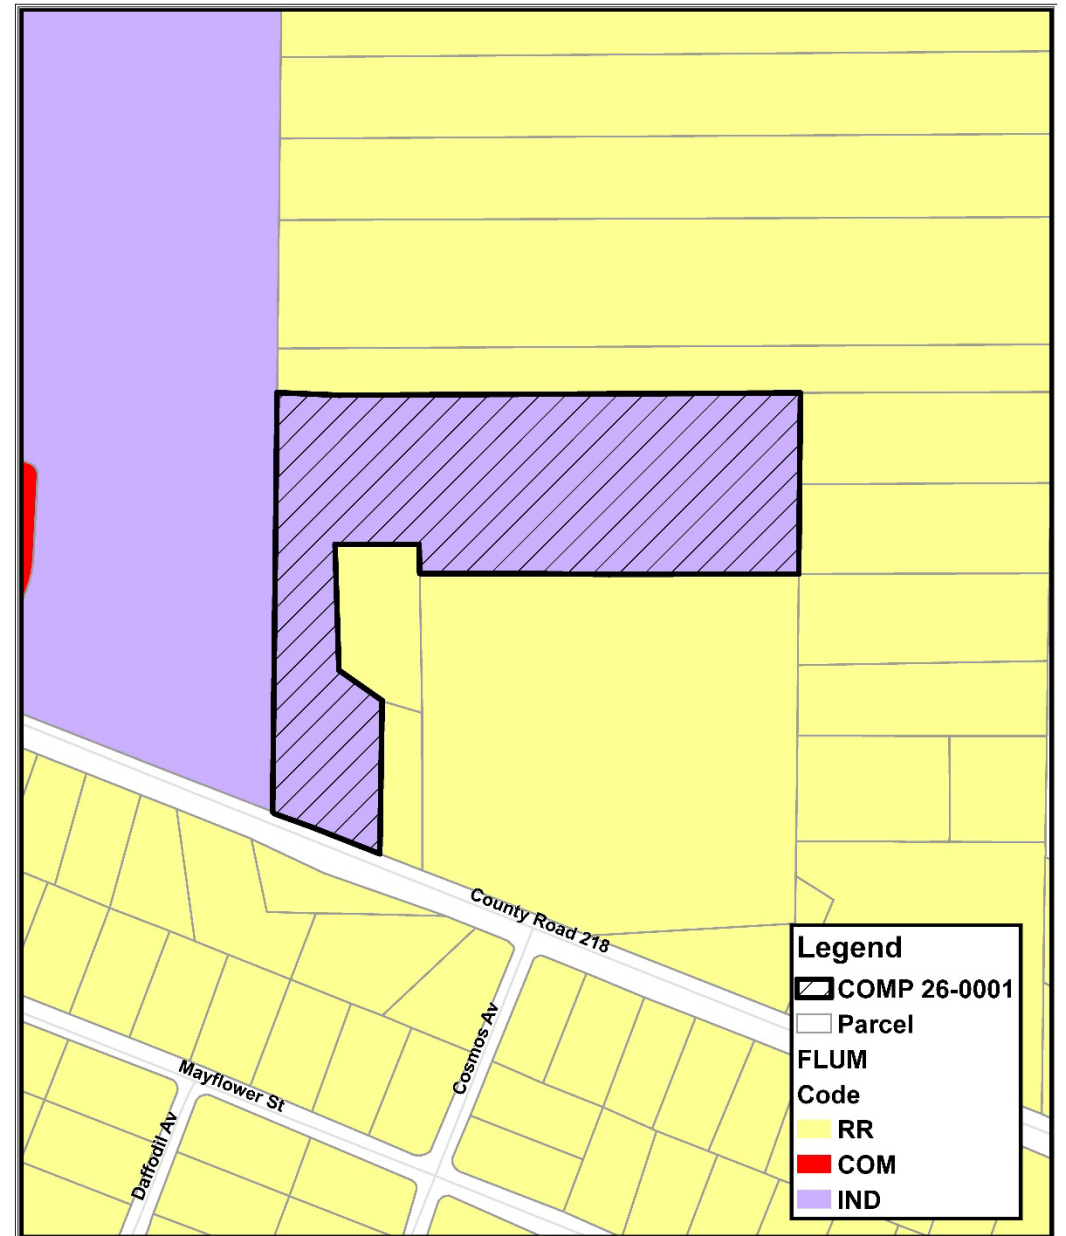 County Road 218
Cosmos Av
Mayflower St
Daffodil Av
Legend
COMP 26-0001
Parcel
FLUM
Code
RR
COM
IND